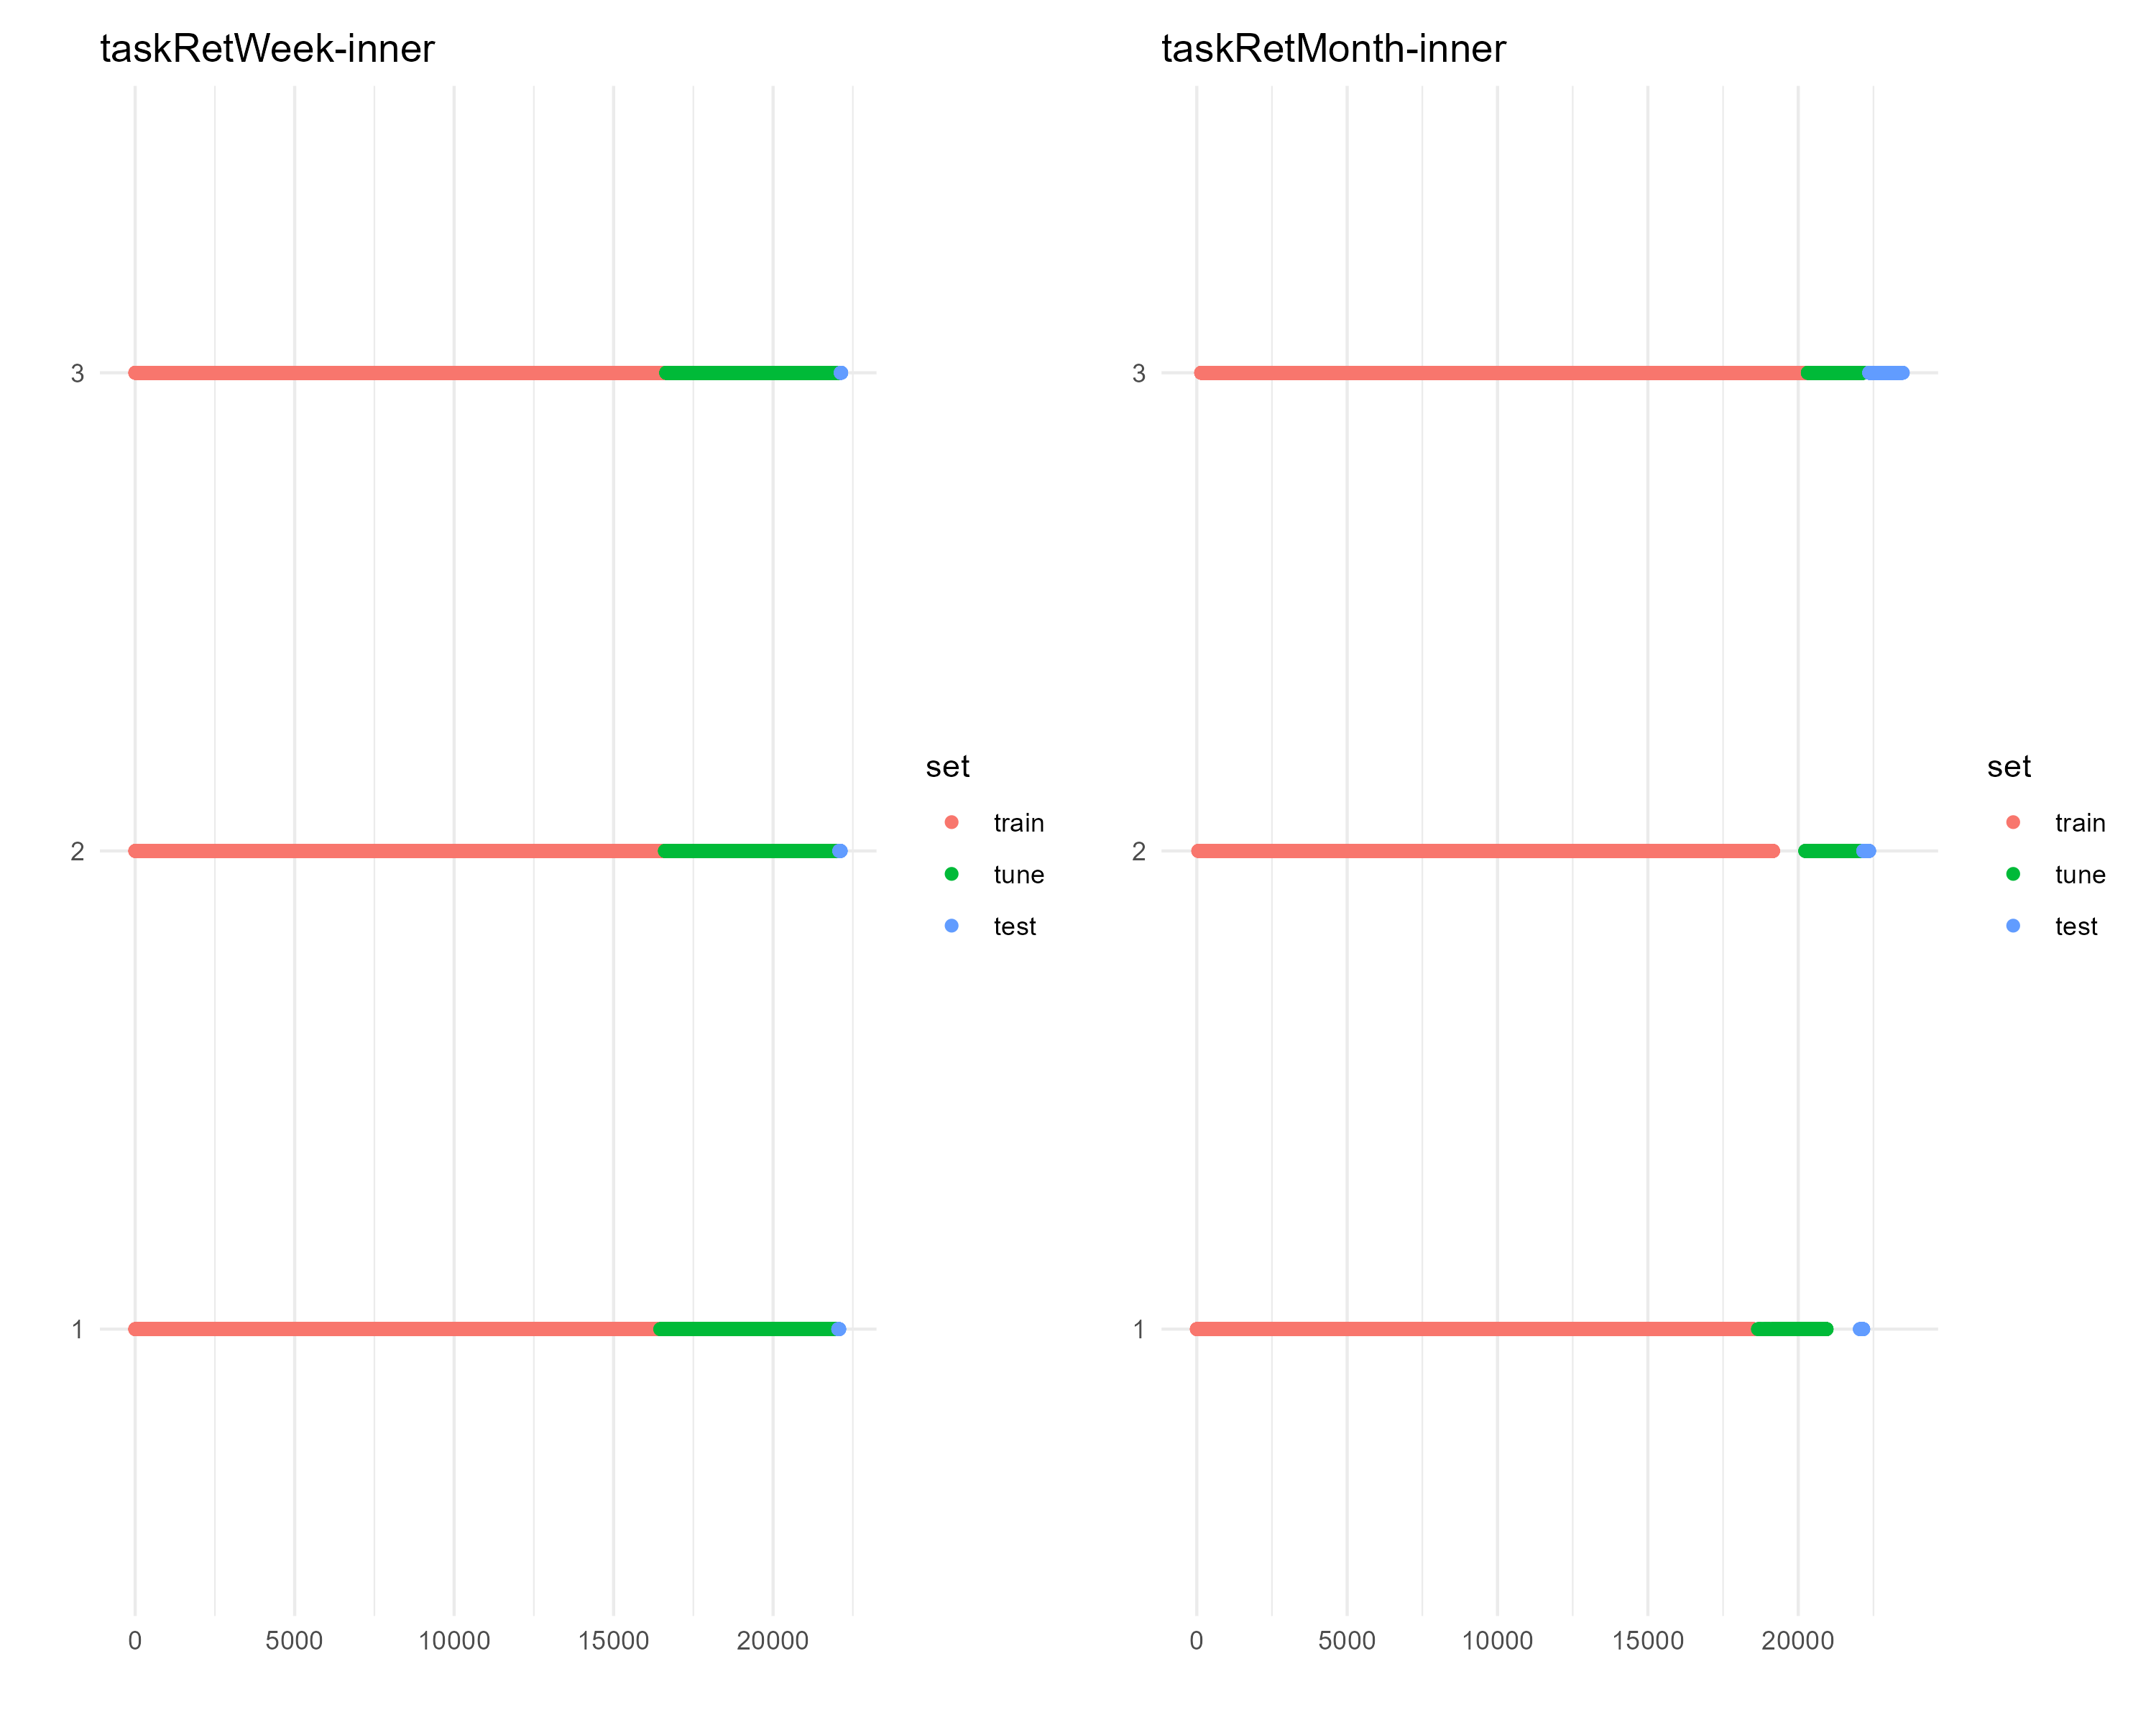 taskRetWeek-inner
3
2
1
0 5000 10000 15000 20000
set
train
tune
test
taskRetMonth-inner
3
2
1
0 5000 10000 15000 20000
set
train
tune
test